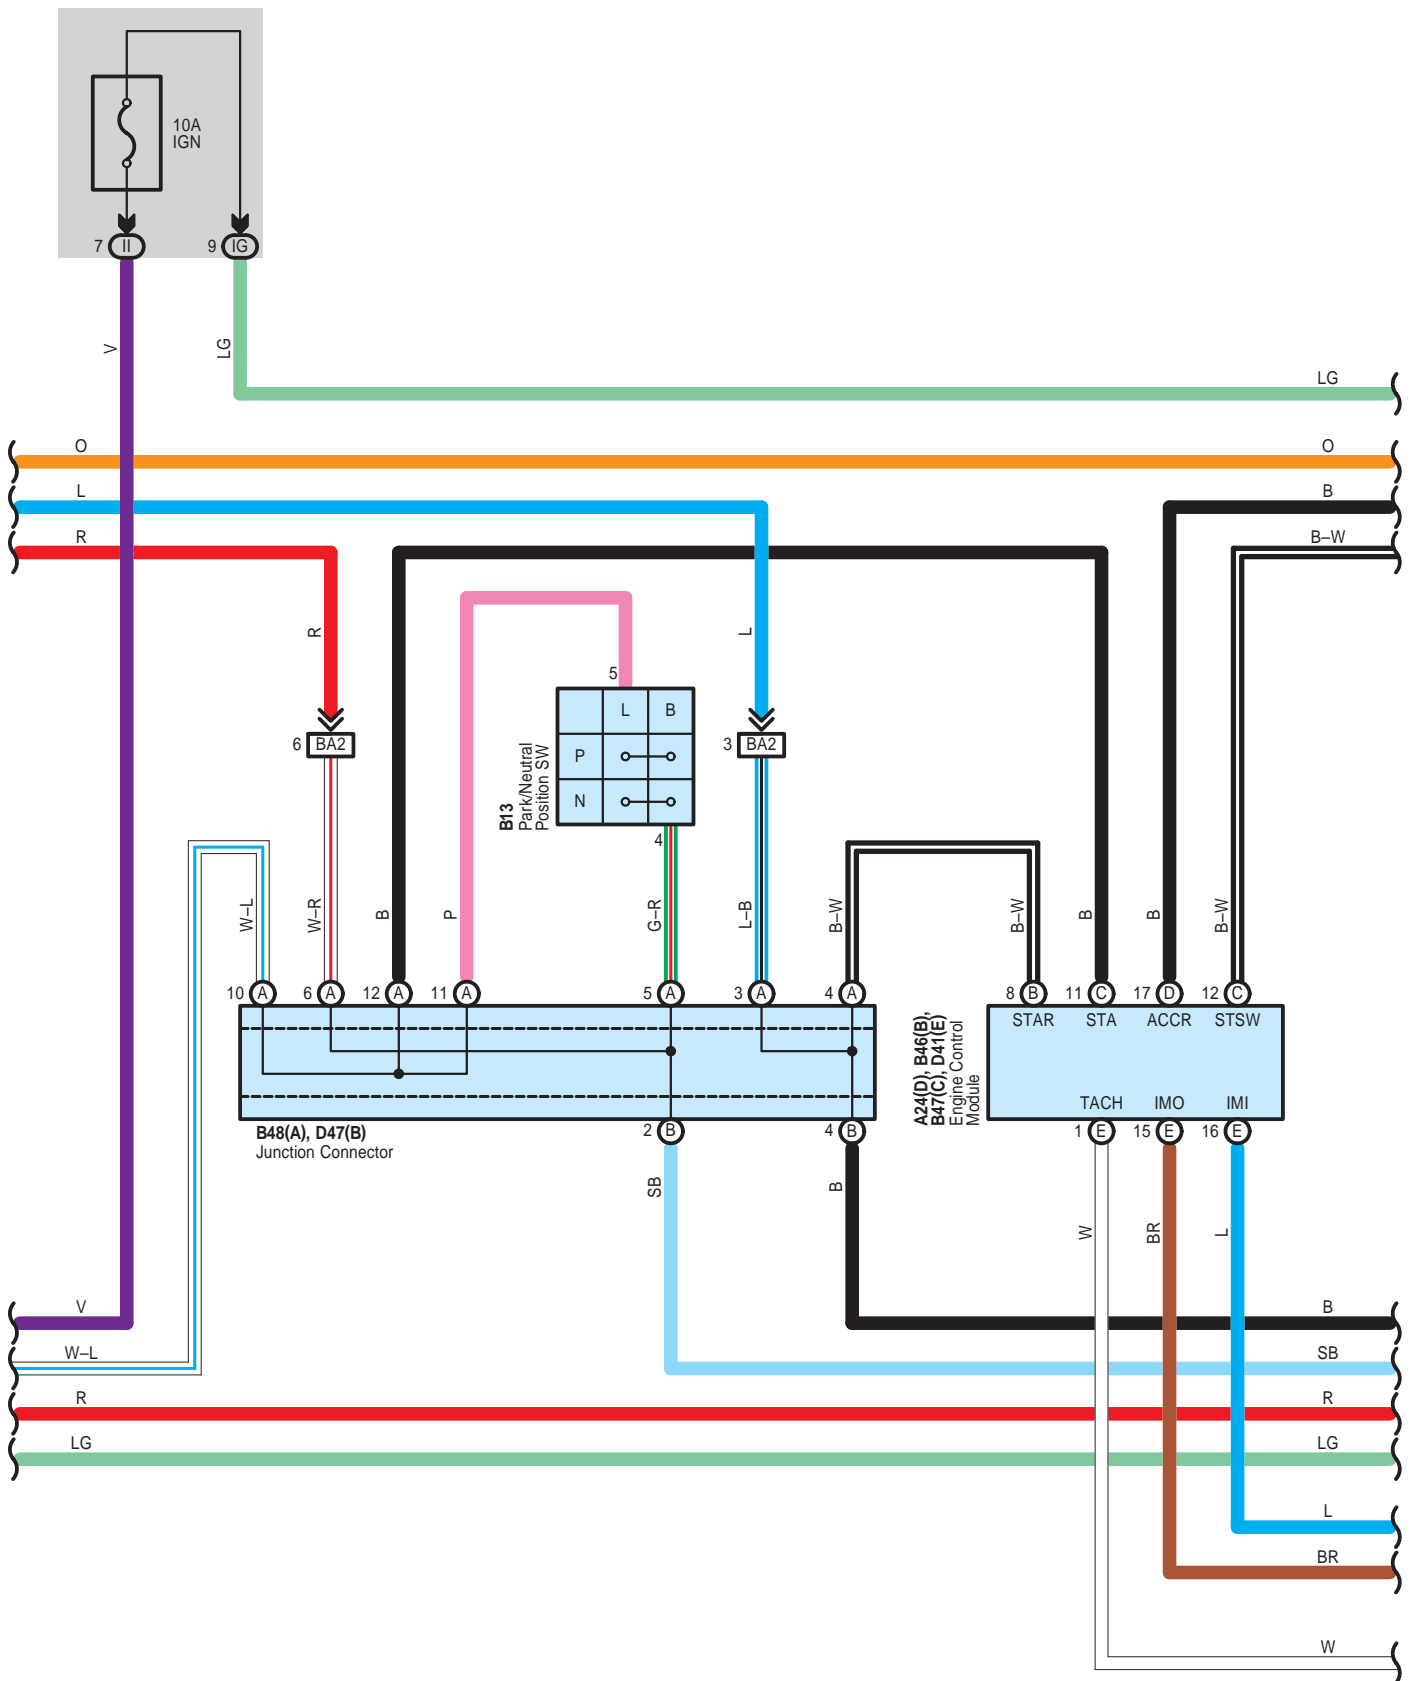 10A
IGN
7 II
9 IG
V
LG
LG
O
O
L
B
R
B–W
R
L
5
L B
P
N
6 BA2
3 BA2
B13
Park/Neutral
Position SW
4
W–L
W–R
B
P
G–R
L–B
B–W
B–W
B
B
B–W
10 A
6 A
12 A
11 A
5 A
3 A
4 A
8 B
11 C
17 D
12 C
STAR
STA
ACCR
STSW
A24(D), B46(B),
B47(C), D41(E)
Engine Control
Module
TACH
IMO
IMI
B48(A), D47(B)
Junction Connector
2 B
4 B
1 E
15 E
16 E
SB
B
W
BR
L
V
B
W–L
SB
R
R
LG
LG
L
BR
W